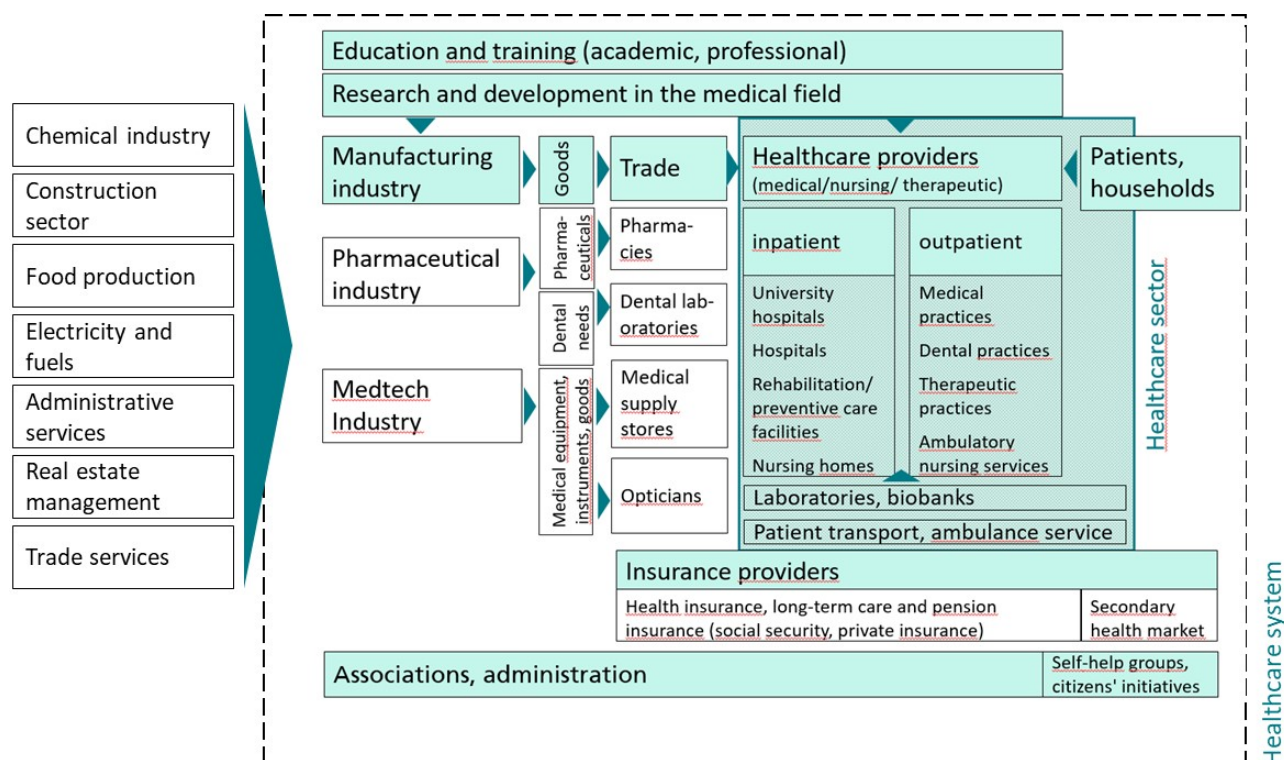 Education and training (academic, professional)
Research and development in the medical field
Chemical industry
Construction
sector
Food production
Electricity and
fuels
Administrative
services
Real estate
management
Trade services
Manufacturing
industry
Goods
Trade
Healthcare providers
(medical/nursing/ therapeutic)
Patients,
households
Pharmaceutical
industry
Pharma-
ceuticals
Dental
needs
Pharma-
cies
Dental lab-
oratories
Medtech
Industry
Medical equipment,
instruments, goods
Medical
supply
stores
Opticians
inpatient
University
hospitals
Hospitals
Rehabilitation/
preventive care
facilities
Nursing homes
outpatient
Medical
practices
Dental practices
Therapeutic
practices
Ambulatory
nursing services
Laboratories, biobanks
Patient transport, ambulance service
Healthcare sector
Insurance providers
Health insurance, long-term care and pension
insurance (social security, private insurance)
Secondary
health market
Associations, administration
Self-help groups,
citizens' initiatives
Healthcare system